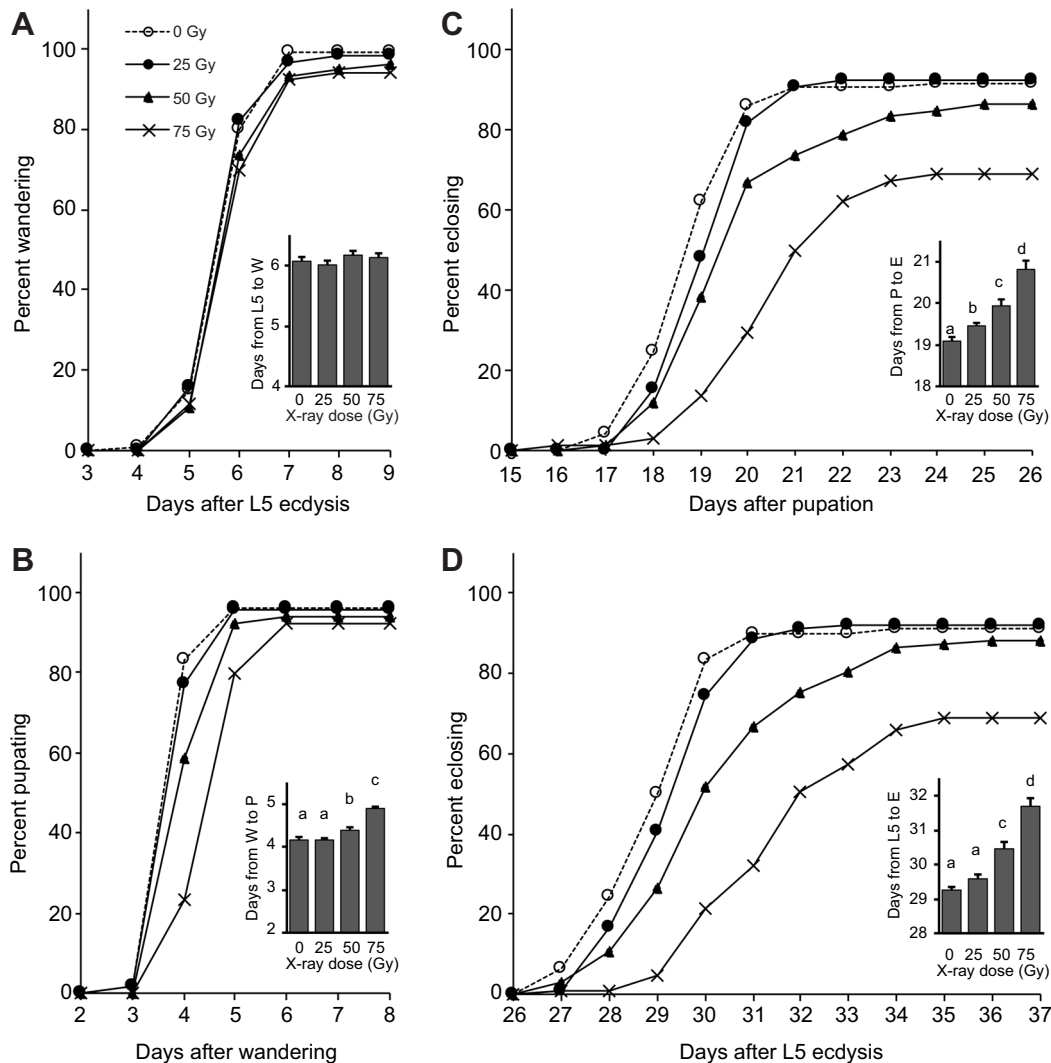 A
0 Gy
25 Gy
50 Gy
75 Gy
100
80
60
40
20
0
Percent wandering
3 4 5 6 7 8 9
Days after L5 ecdysis
Days from L5 to W
6
5
4
0 25 50 75
X-ray dose (Gy)
C
100
80
60
40
20
0
Percent eclosing
15 16 17 18 19 20 21 22 23 24 25 26
Days after pupation
Days from P to E
21
20
19
18
a b c d
0 25 50 75
X-ray dose (Gy)
B
100
80
60
40
20
0
Percent pupating
2 3 4 5 6 7 8
Days after wandering
Days from W to P
5
4
3
2
a a b c
0 25 50 75
X-ray dose (Gy)
D
100
80
60
40
20
0
Percent eclosing
26 27 28 29 30 31 32 33 34 35 36 37
Days after L5 ecdysis
Days from L5 to E
32
31
30
29
28
a a c d
0 25 50 75
X-ray dose (Gy)